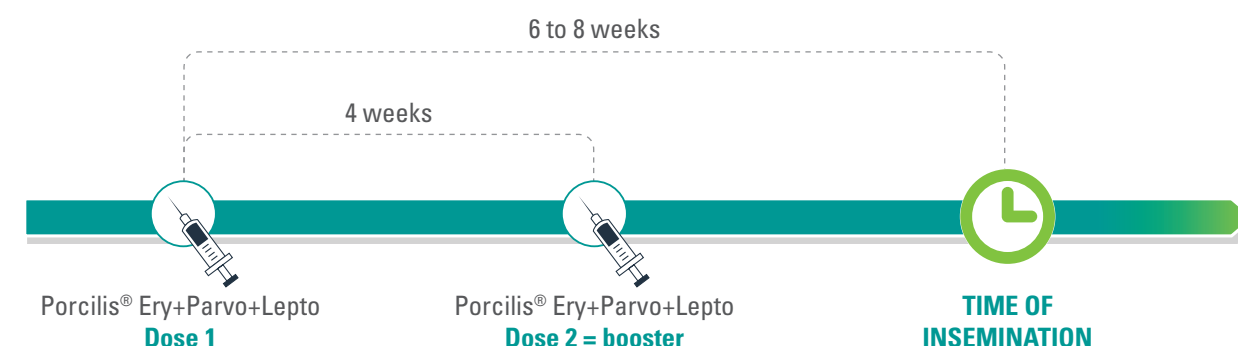 6 to 8 weeks
4 weeks
Porcilis® Ery+Parvo+Lepto
Dose 1
Porcilis® Ery+Parvo+Lepto
Dose 2 = booster
TIME OF
INSEMINATION